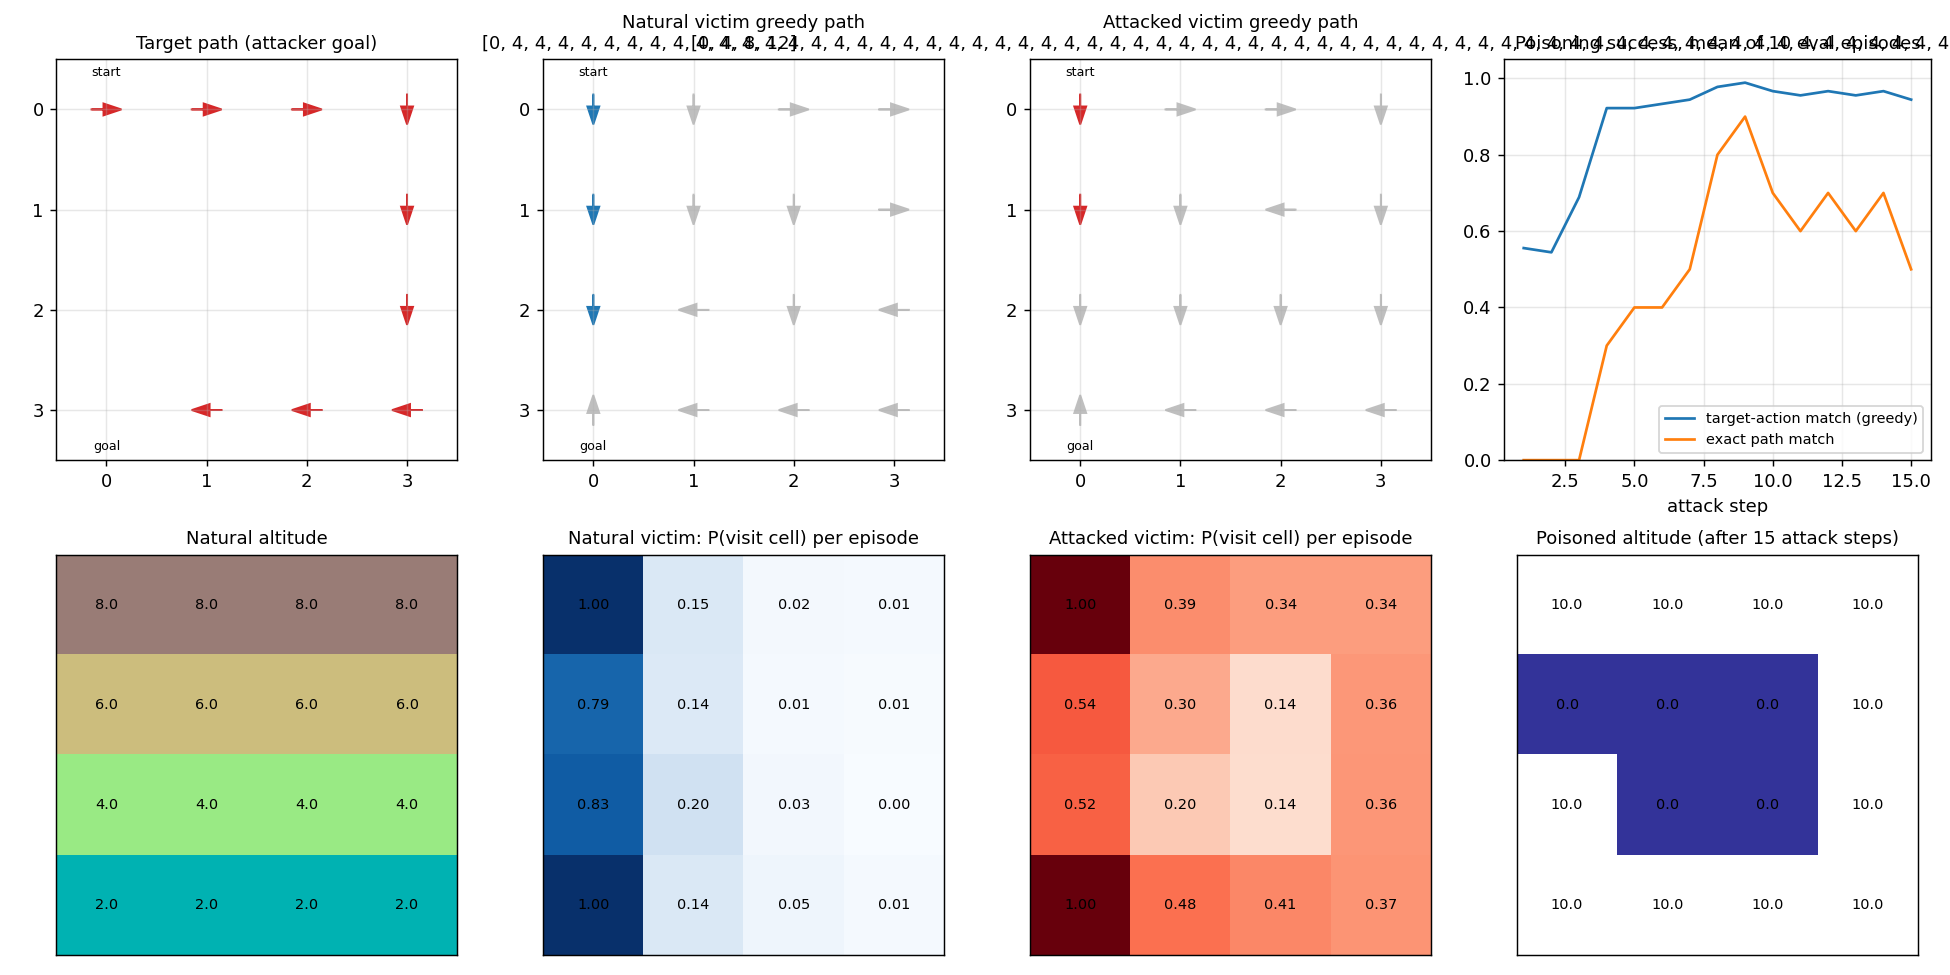 Target path (attacker goal)
Natural victim greedy path
[0, 4, 8, 12]
Attacked victim greedy path
Poisoning success, mean of 10 eval episodes
start
start
start
0
1
2
3
goal
0 1 2 3
0
1
2
3
goal
0 1 2 3
0
1
2
3
goal
0 1 2 3
1.0
0.8
0.6
0.4
0.2
0.0
target-action match (greedy)
exact path match
2.5 5.0 7.5 10.0 12.5 15.0
attack step
Natural altitude
8.0 8.0 8.0 8.0
6.0 6.0 6.0 6.0
4.0 4.0 4.0 4.0
2.0 2.0 2.0 2.0
Natural victim: P(visit cell) per episode
1.00 0.15 0.02 0.01
0.79 0.14 0.01 0.01
0.83 0.20 0.03 0.00
1.00 0.14 0.05 0.01
Attacked victim: P(visit cell) per episode
1.00 0.39 0.34 0.34
0.54 0.30 0.14 0.36
0.52 0.20 0.14 0.36
1.00 0.48 0.41 0.37
Poisoned altitude (after 15 attack steps)
10.0 10.0 10.0 10.0
0.0 0.0 0.0 10.0
10.0 0.0 0.0 10.0
10.0 10.0 10.0 10.0